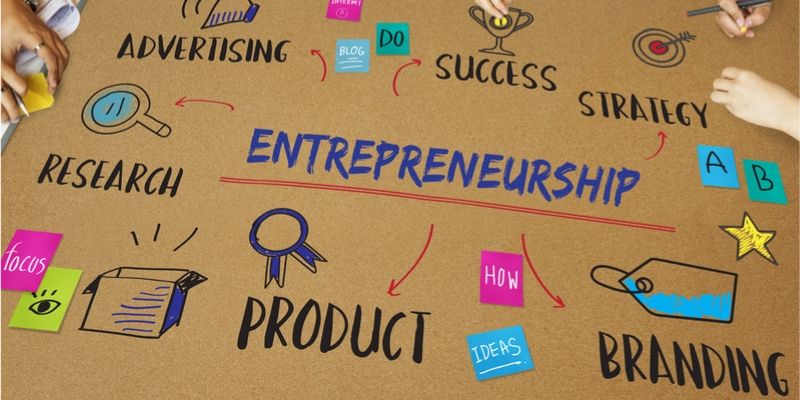 INTERNET
ADVERTISING
BLOG
DO
SUCCESS
STRATEGY
RESEARCH
ENTREPRENEURSHIP
A
B
focus
HOW
PRODUCT
IDEAS
BRANDING